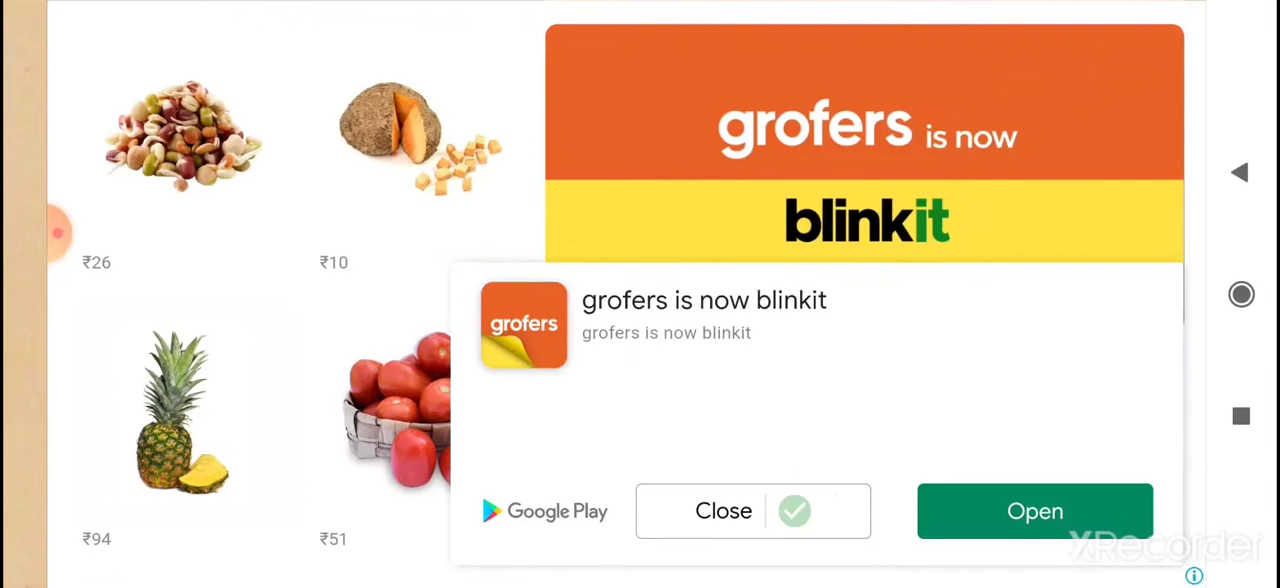 grofers is now
blinkit
₹26
₹10
grofers
grofers is now blinkit
grofers is now blinkit
Google Play
Close
Open
₹94
₹51
XRecorder